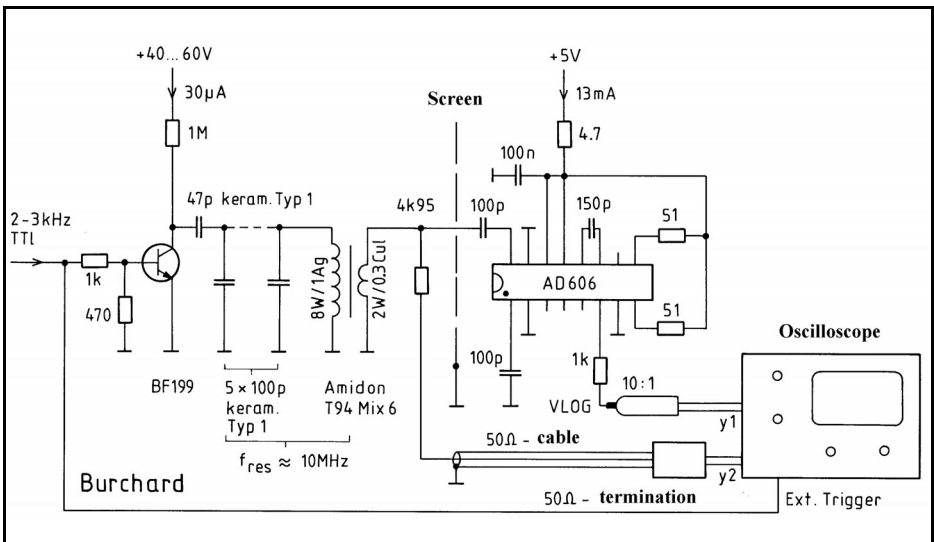 +40...60V
30µA
1M
47p keram. Typ 1
2-3kHz
TTl
1k
470
BF199
5×100p
keram.
Typ 1
fres ≈ 10MHz
8W/1Ag
2W/0.3Cul
Amidon
T94 Mix 6
4k95
Screen
+5V
13mA
4.7
100n
100p
150p
51
AD606
51
100p
1k
10:1
VLOG
Oscilloscope
y1
50Ω - cable
y2
50Ω - termination
Ext. Trigger
Burchard